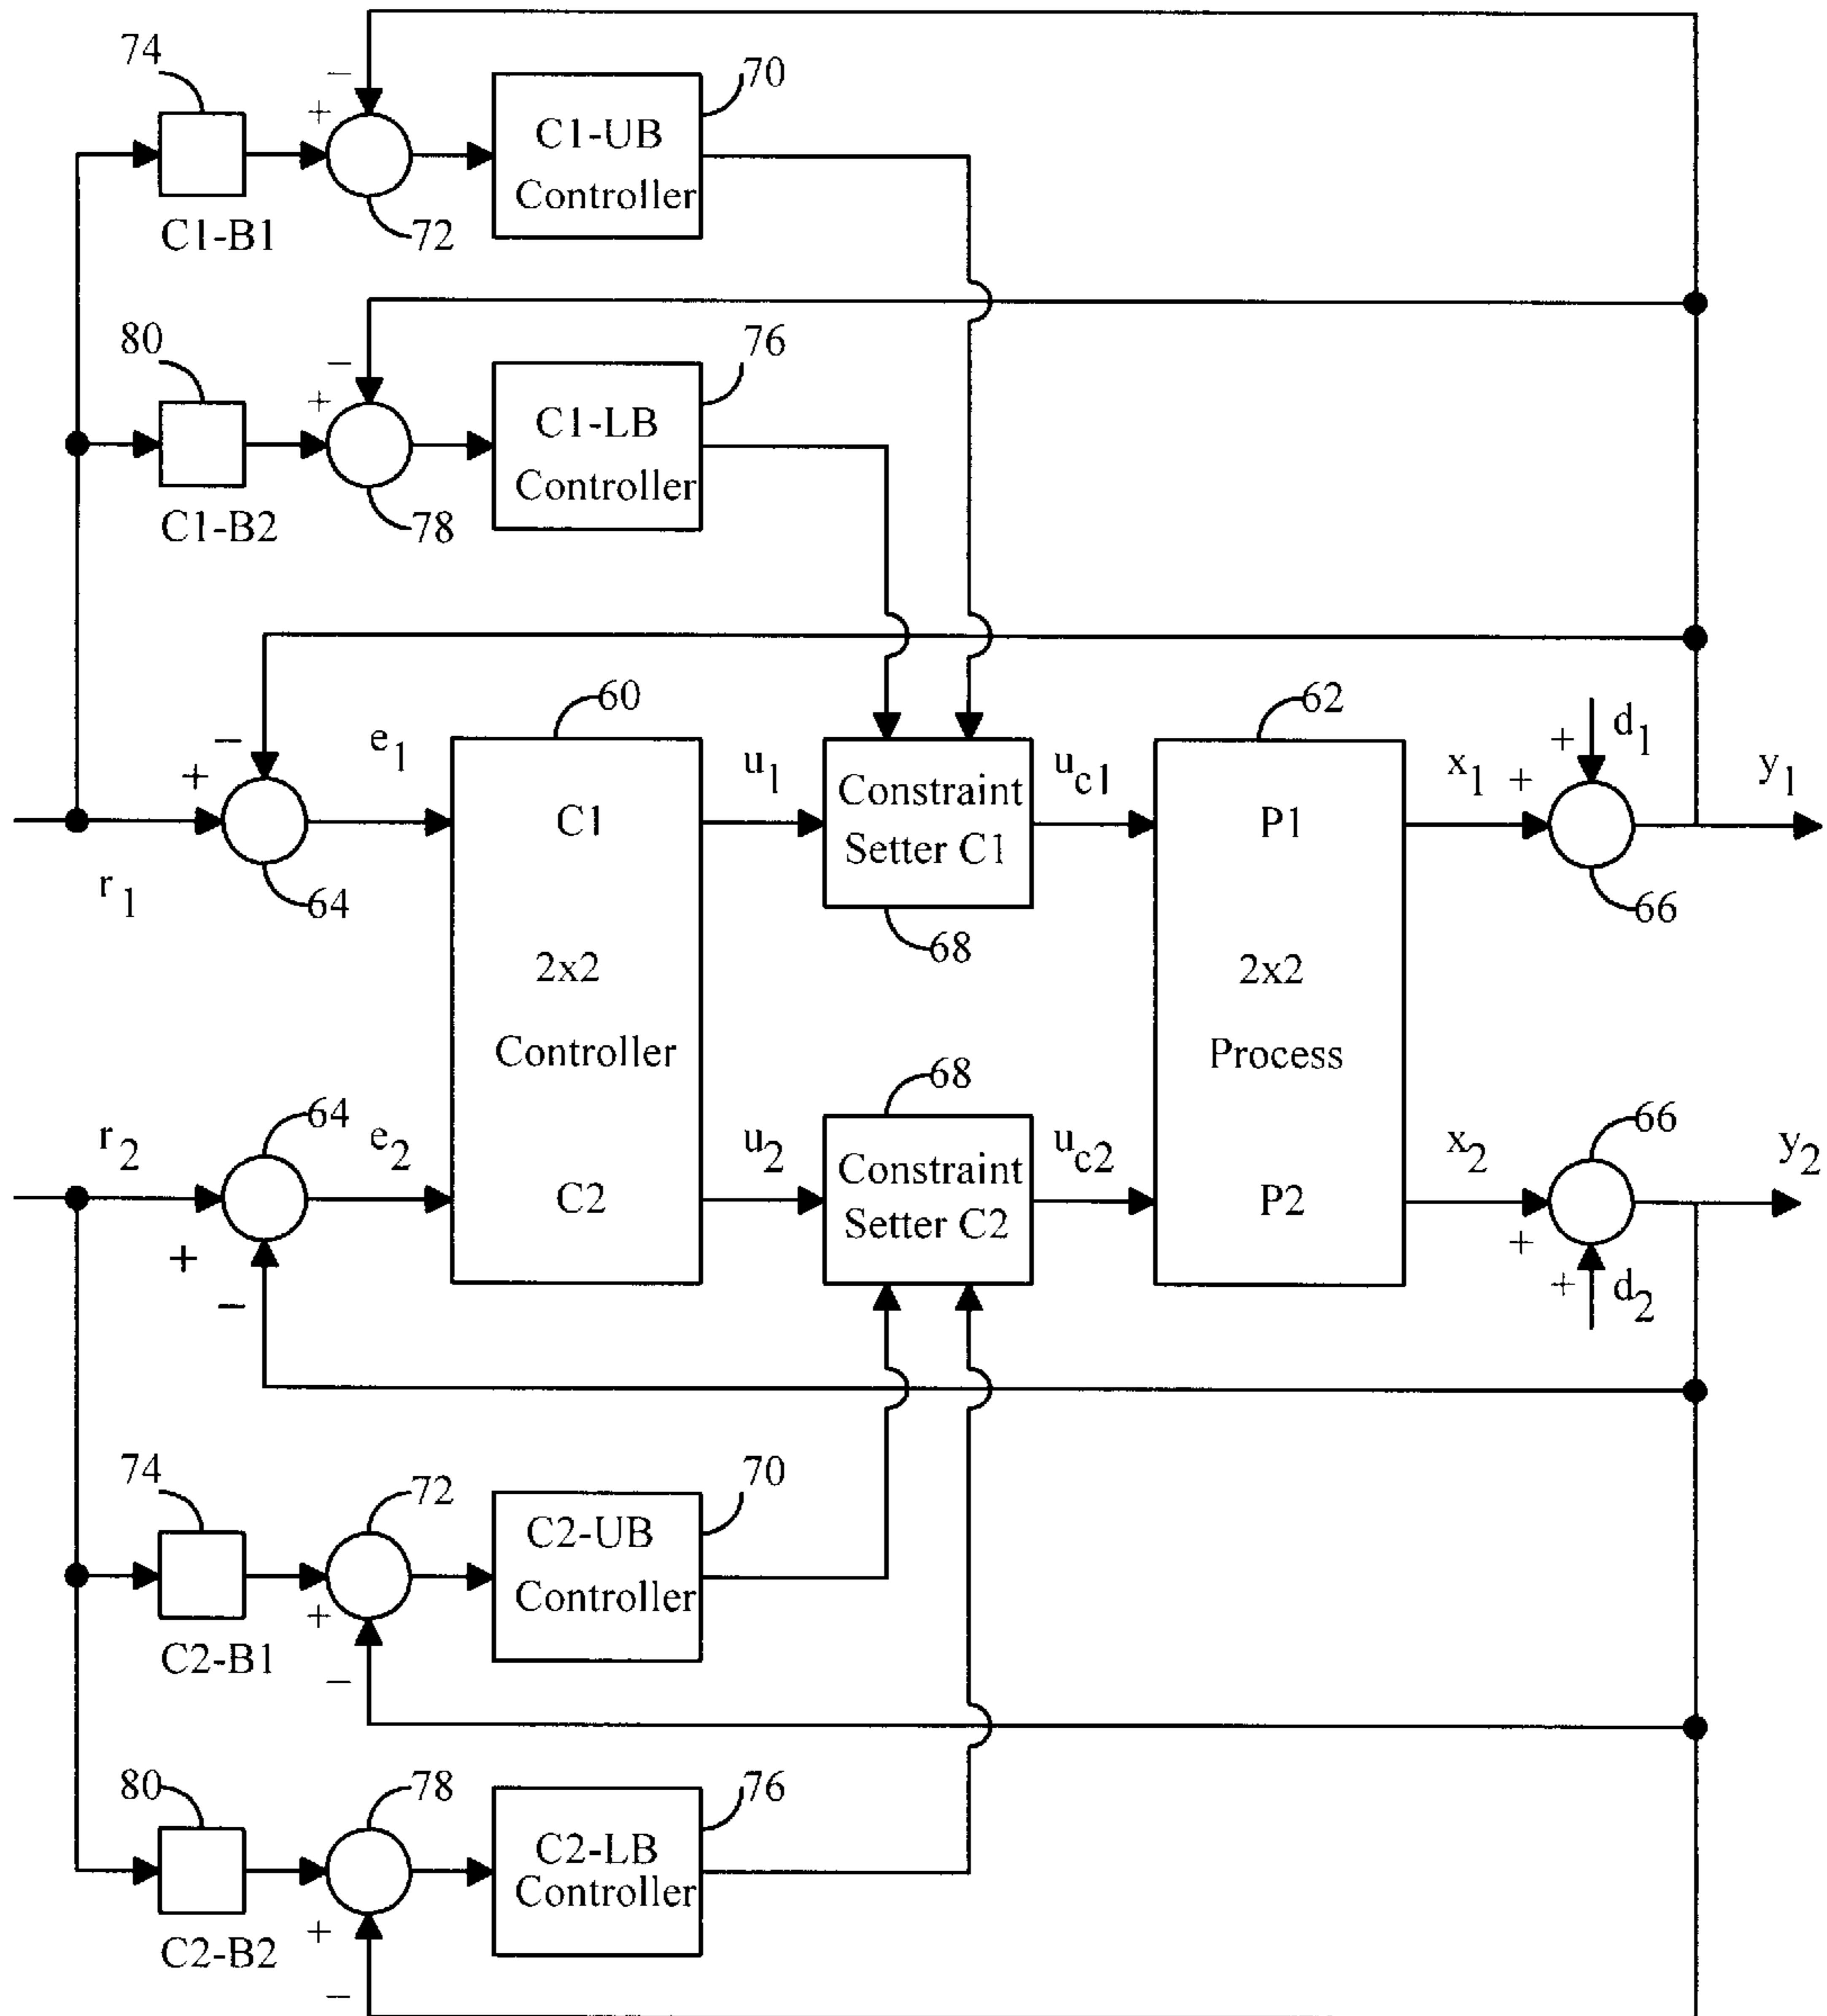 74
−
70
+
C1-UB
Controller
C1-B1
72
80
−
76
+
C1-LB
Controller
C1-B2
78
60
62
−
e1
u1
uc1
x1
+
+
d1
y1
+
C1
Constraint
Setter C1
P1
r1
64
68
66
2x2
Controller
2x2
Process
68
64
66
r2
e2
u2
uc2
x2
y2
C2
Constraint
Setter C2
P2
+
−
+
+
d2
74
72
70
C2-UB
Controller
+
C2-B1
−
80
78
76
C2-LB
Controller
+
C2-B2
−